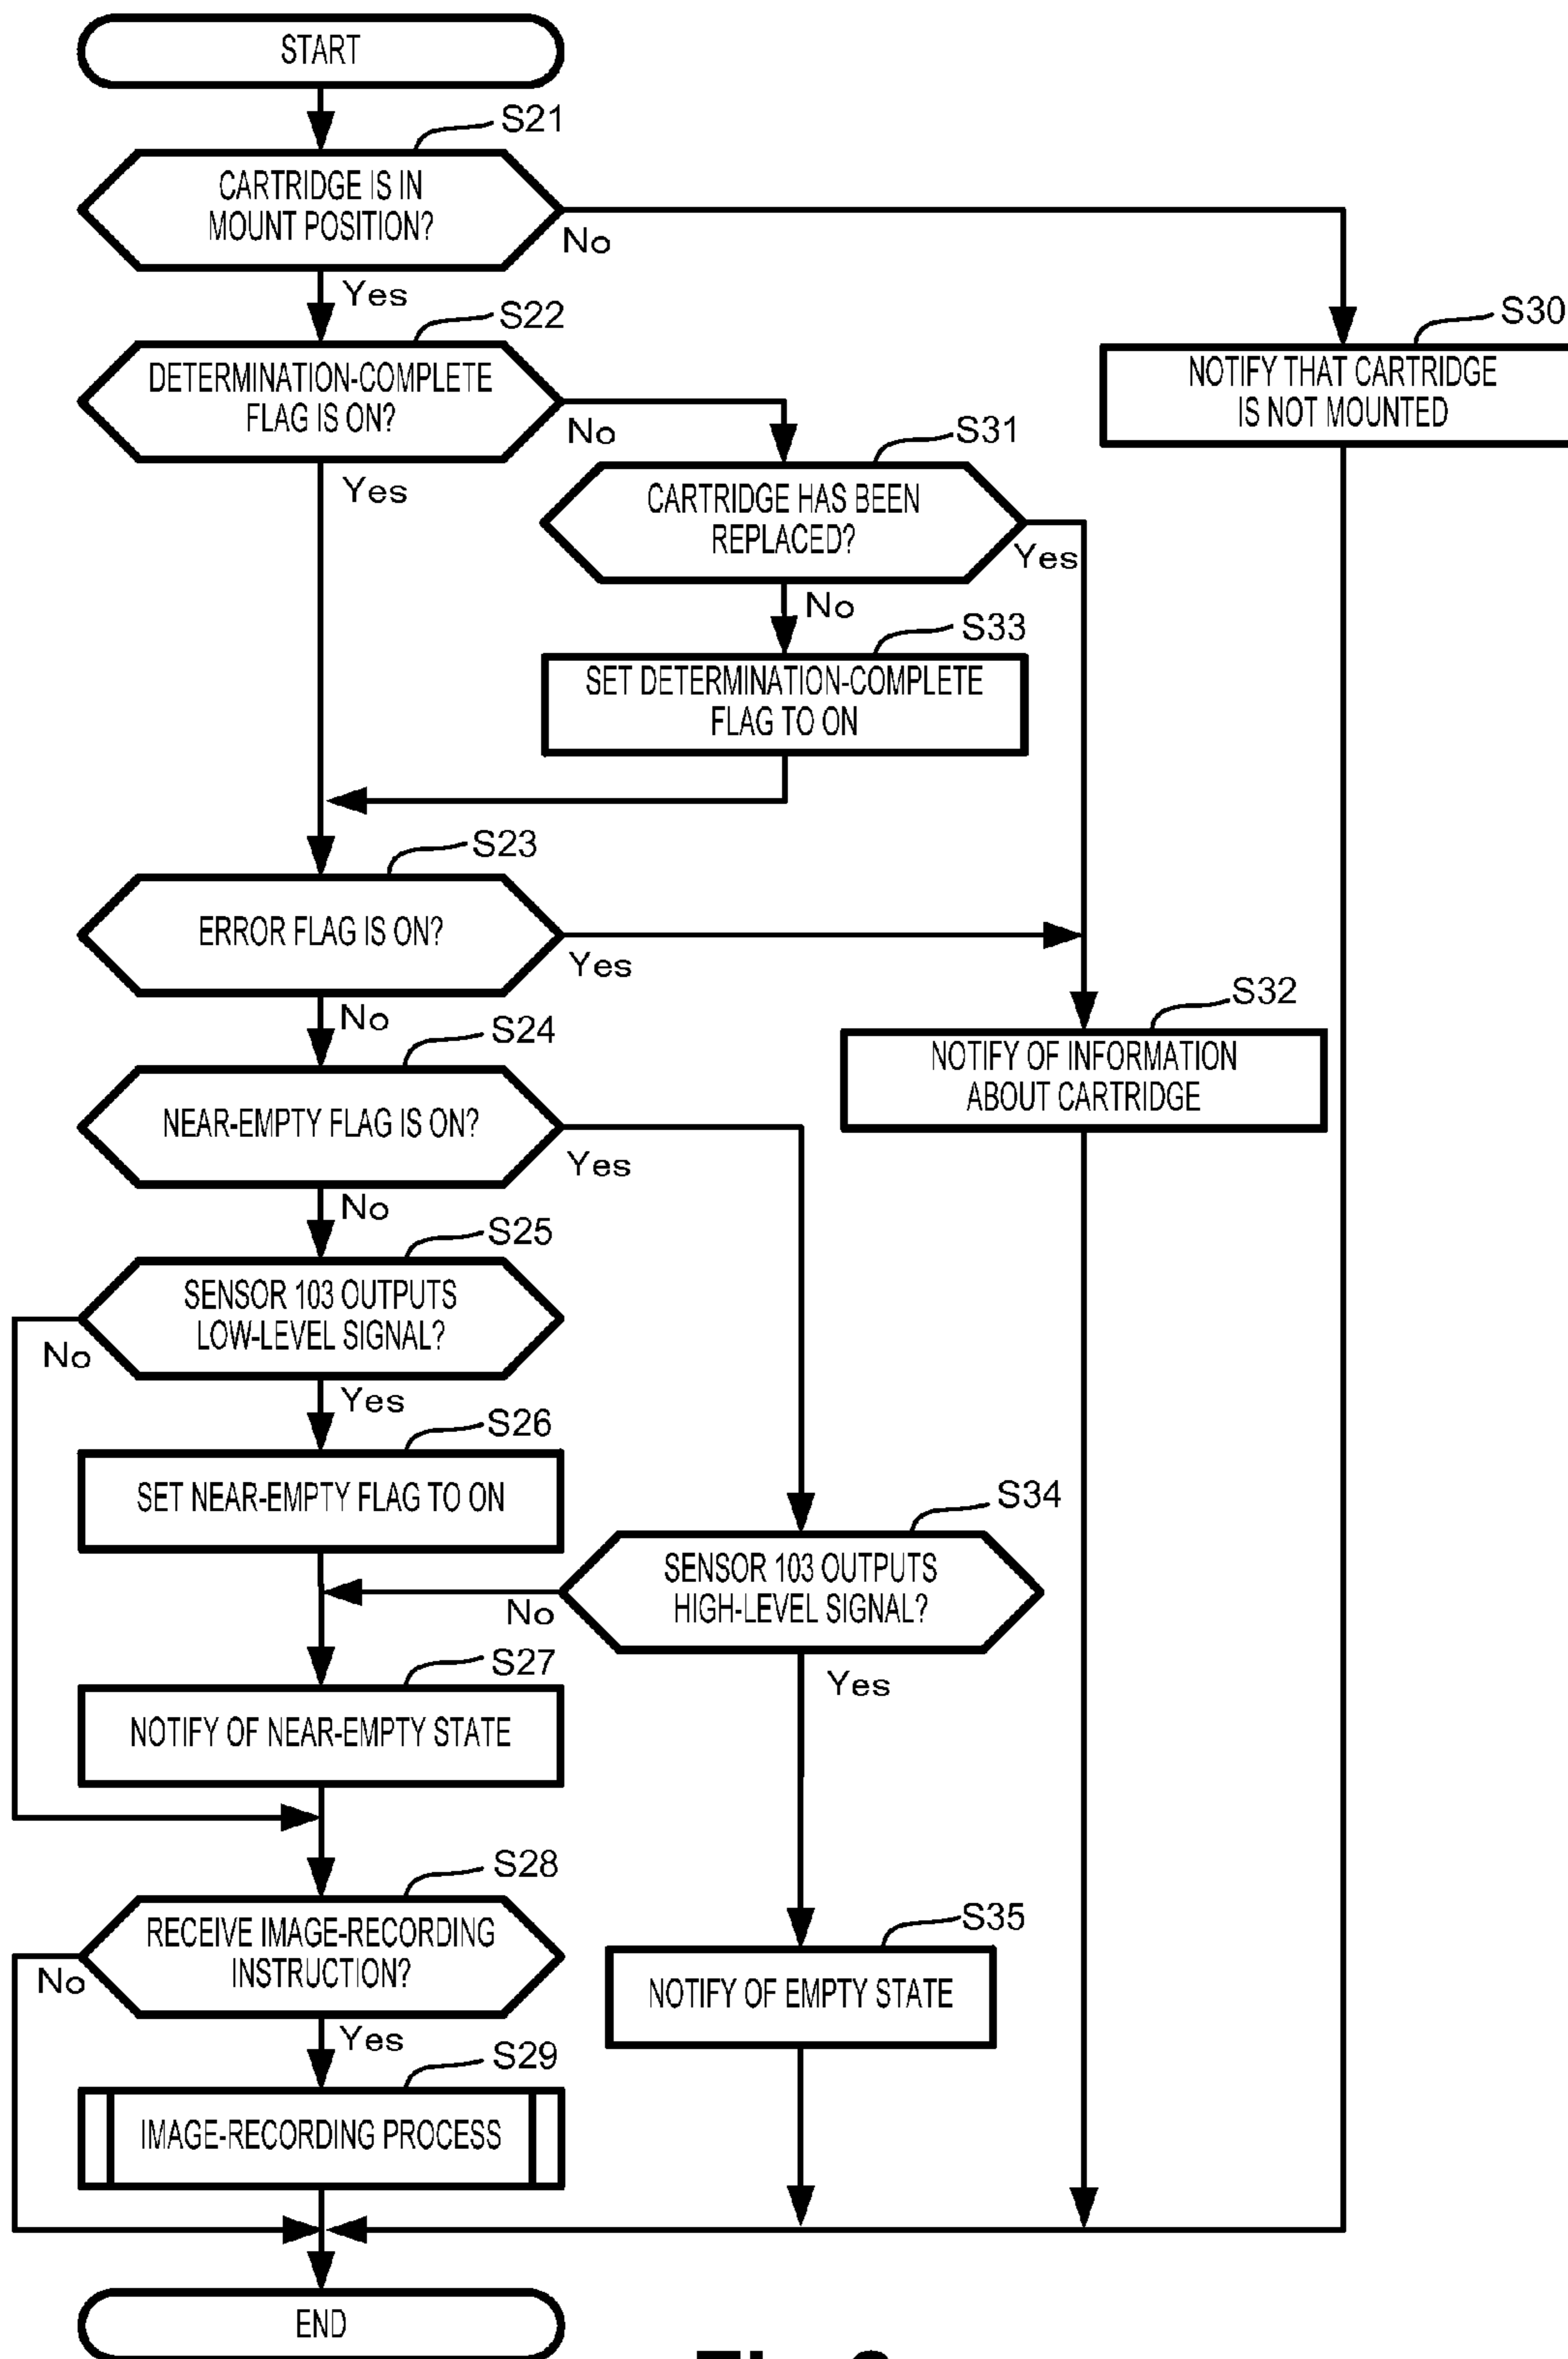 START
S21
CARTRIDGE IS IN
MOUNT POSITION?
No
Yes
S22
S30
DETERMINATION-COMPLETE
FLAG IS ON?
No
NOTIFY THAT CARTRIDGE
IS NOT MOUNTED
S31
Yes
CARTRIDGE HAS BEEN
REPLACED?
Yes
No
S33
SET DETERMINATION-COMPLETE
FLAG TO ON
S23
ERROR FLAG IS ON?
Yes
No
S32
NOTIFY OF INFORMATION
ABOUT CARTRIDGE
S24
NEAR-EMPTY FLAG IS ON?
Yes
No
S25
SENSOR 103 OUTPUTS
LOW-LEVEL SIGNAL?
No
Yes
S26
SET NEAR-EMPTY FLAG TO ON
S34
SENSOR 103 OUTPUTS
HIGH-LEVEL SIGNAL?
No
Yes
S27
NOTIFY OF NEAR-EMPTY STATE
S28
RECEIVE IMAGE-RECORDING
INSTRUCTION?
No
Yes
S35
NOTIFY OF EMPTY STATE
S29
IMAGE-RECORDING PROCESS
END